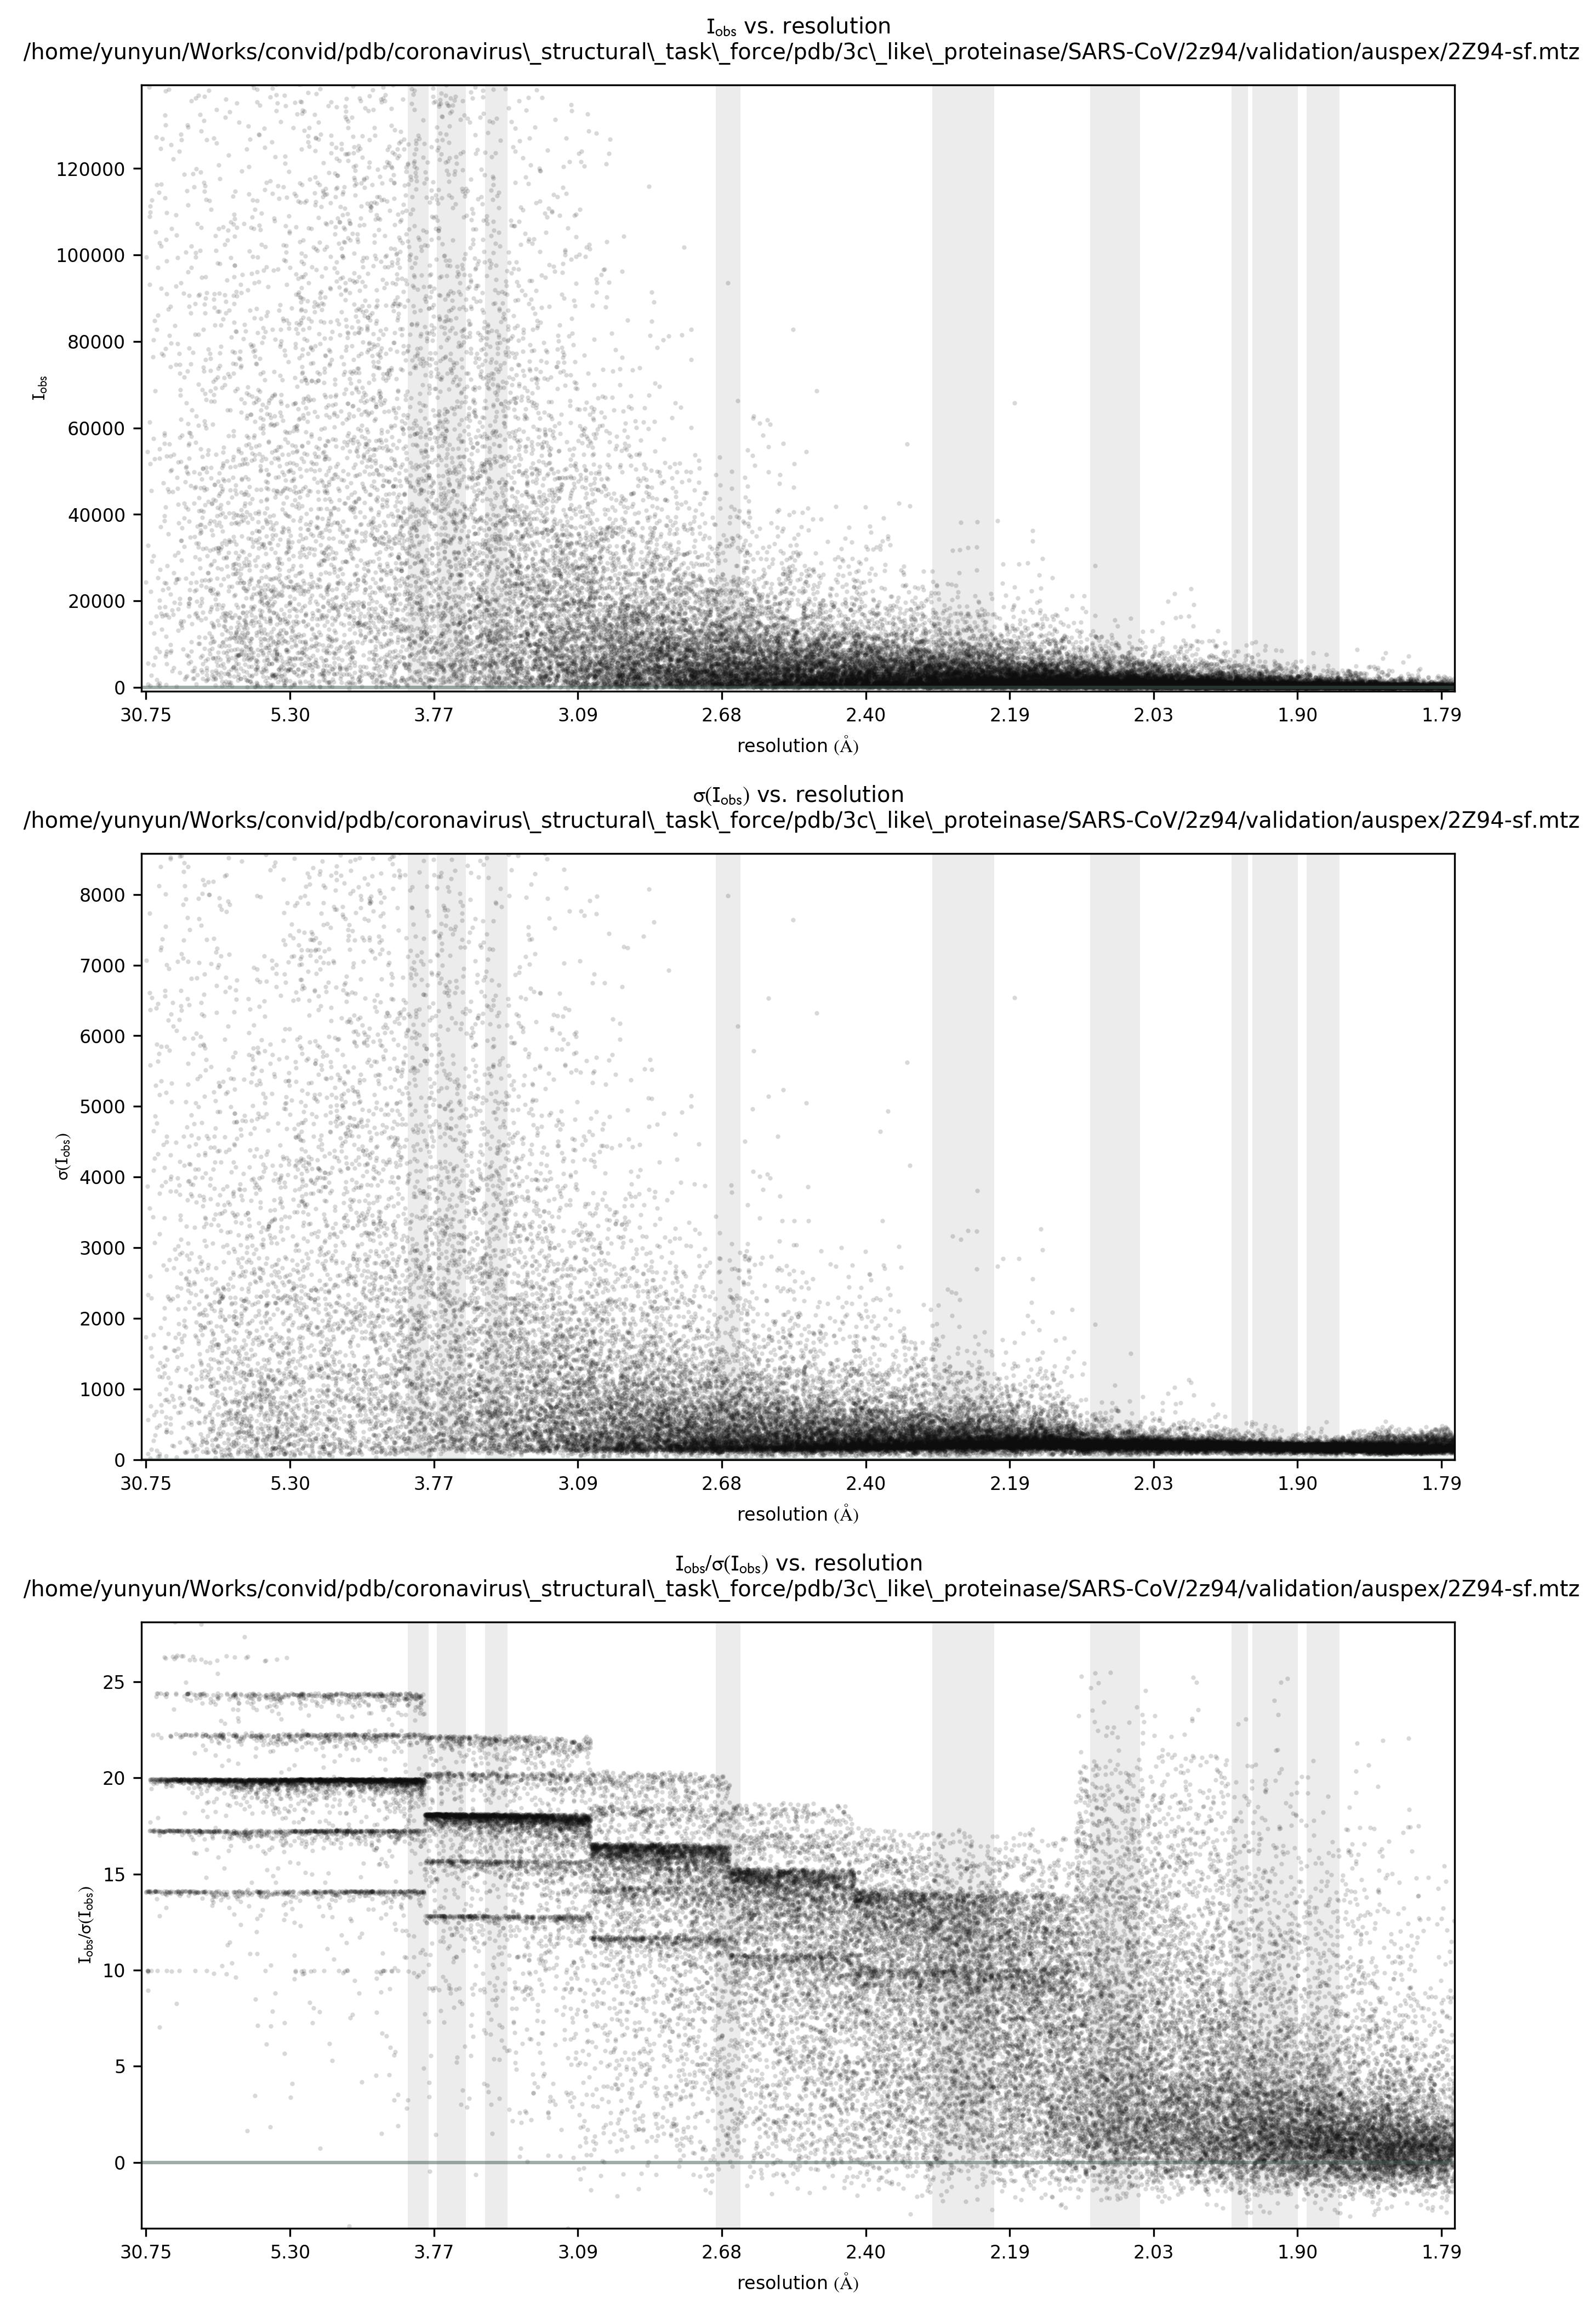 I_obs vs. resolution
/home/yunyun/Works/convid/pdb/coronavirus\_structural\_task\_force/pdb/3c\_like\_proteinase/SARS-CoV/2z94/validation/auspex/2Z94-sf.mtz
I_obs
120000
100000
80000
60000
40000
20000
0
30.75 5.30 3.77 3.09 2.68 2.40 2.19 2.03 1.90 1.79
resolution (Å)
σ(I_obs) vs. resolution
/home/yunyun/Works/convid/pdb/coronavirus\_structural\_task\_force/pdb/3c\_like\_proteinase/SARS-CoV/2z94/validation/auspex/2Z94-sf.mtz
σ(I_obs)
8000
7000
6000
5000
4000
3000
2000
1000
0
30.75 5.30 3.77 3.09 2.68 2.40 2.19 2.03 1.90 1.79
resolution (Å)
I_obs/σ(I_obs) vs. resolution
/home/yunyun/Works/convid/pdb/coronavirus\_structural\_task\_force/pdb/3c\_like\_proteinase/SARS-CoV/2z94/validation/auspex/2Z94-sf.mtz
I_obs/σ(I_obs)
25
20
15
10
5
0
30.75 5.30 3.77 3.09 2.68 2.40 2.19 2.03 1.90 1.79
resolution (Å)